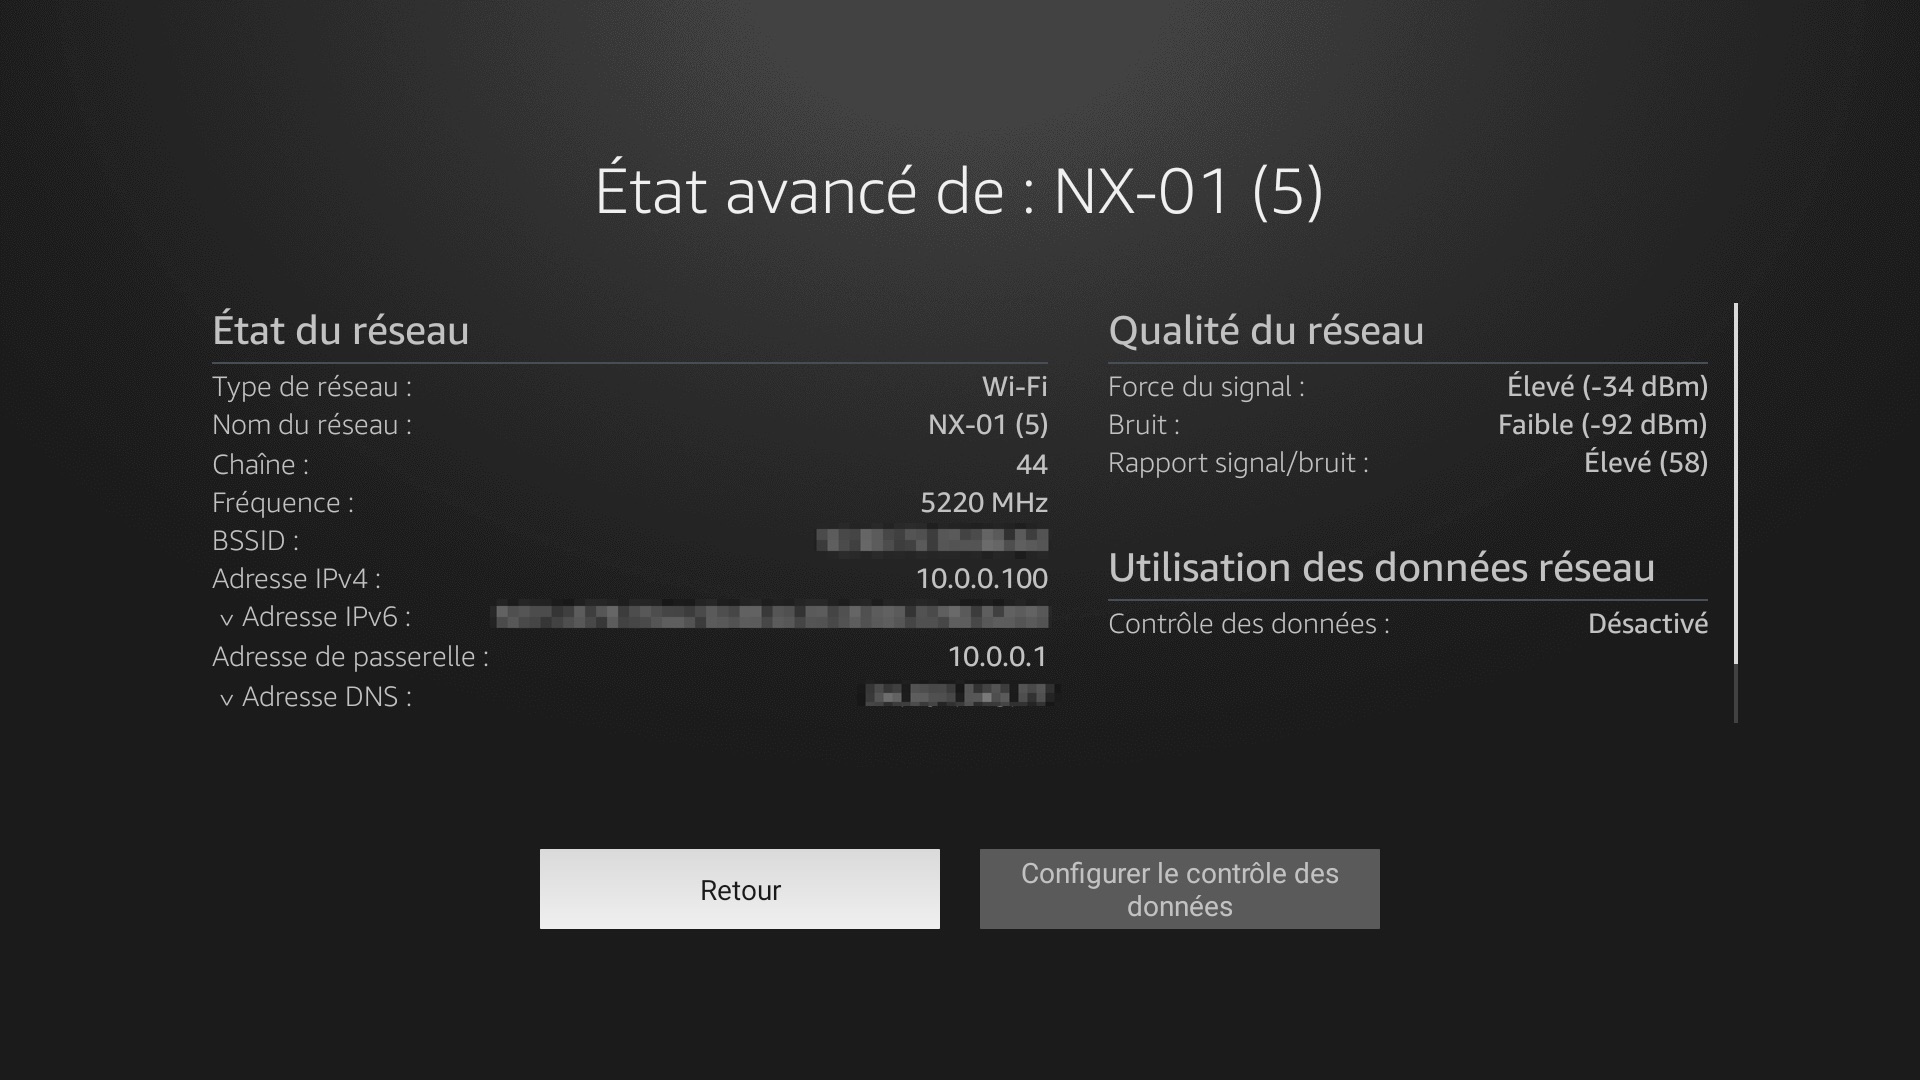 État avancé de : NX-01 (5)
État du réseau
Type de réseau : Wi-Fi
Nom du réseau : NX-01 (5)
Chaîne : 44
Fréquence : 5220 MHz
BSSID :
Adresse IPv4 : 10.0.0.100
v Adresse IPv6 :
Adresse de passerelle : 10.0.0.1
v Adresse DNS :
Qualité du réseau
Force du signal : Élevé (-34 dBm)
Bruit : Faible (-92 dBm)
Rapport signal/bruit : Élevé (58)
Utilisation des données réseau
Contrôle des données : Désactivé
Retour
Configurer le contrôle des
données